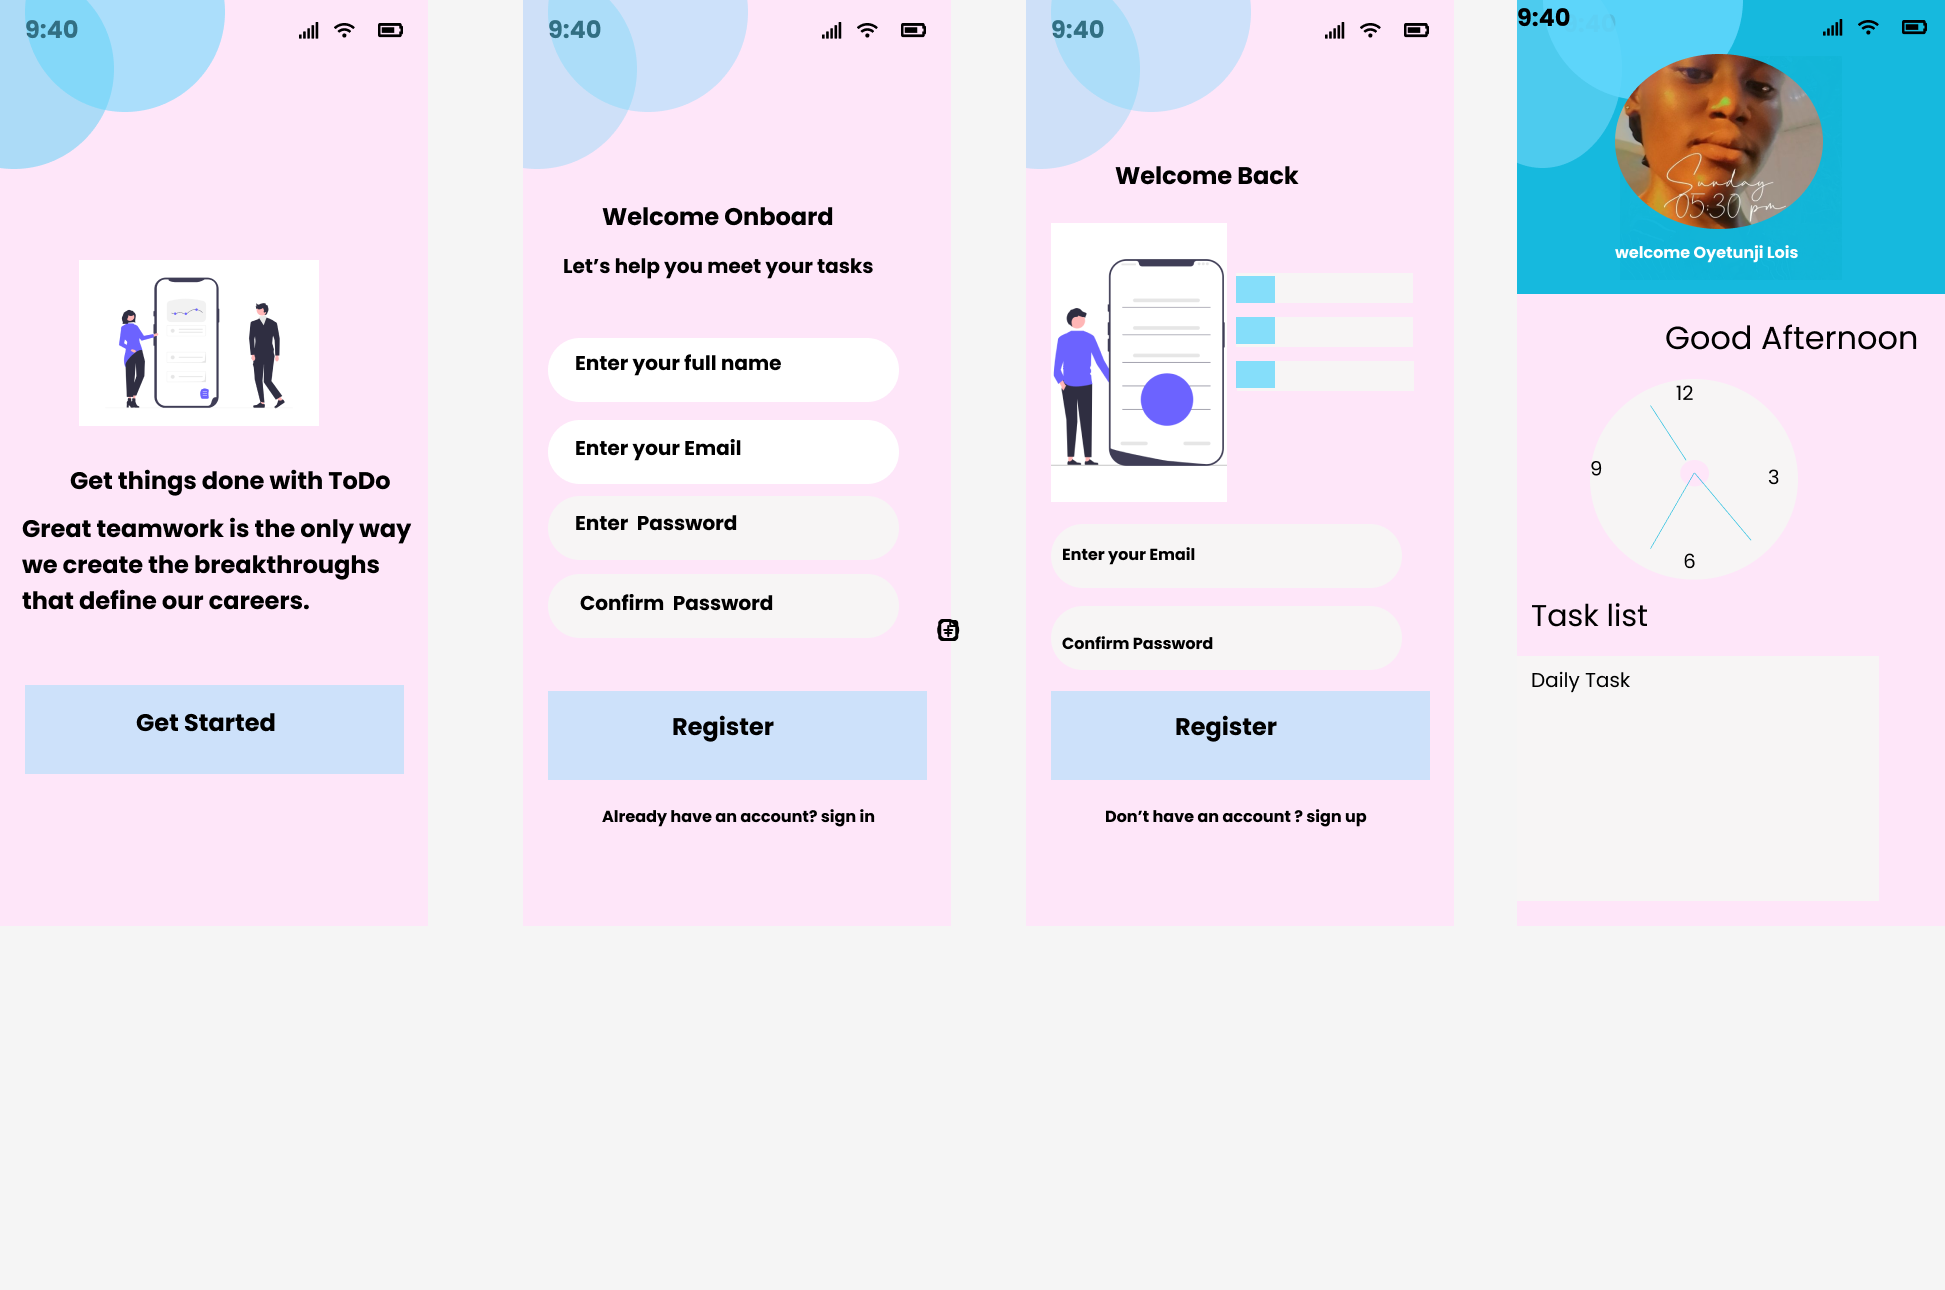 9:40
Get things done with ToDo
Great teamwork is the only way
we create the breakthroughs
that define our careers.
Get Started
9:40
Welcome Onboard
Let’s help you meet your tasks
Enter your full name
Enter your Email
Enter Password
Confirm Password
Register
Already have an account? sign in
9:40
Welcome Back
Enter your Email
Confirm Password
Register
Don’t have an account ? sign up
9:40
Sunday
05:30 pm
welcome Oyetunji Lois
Good Afternoon
12
9
3
6
Task list
Daily Task